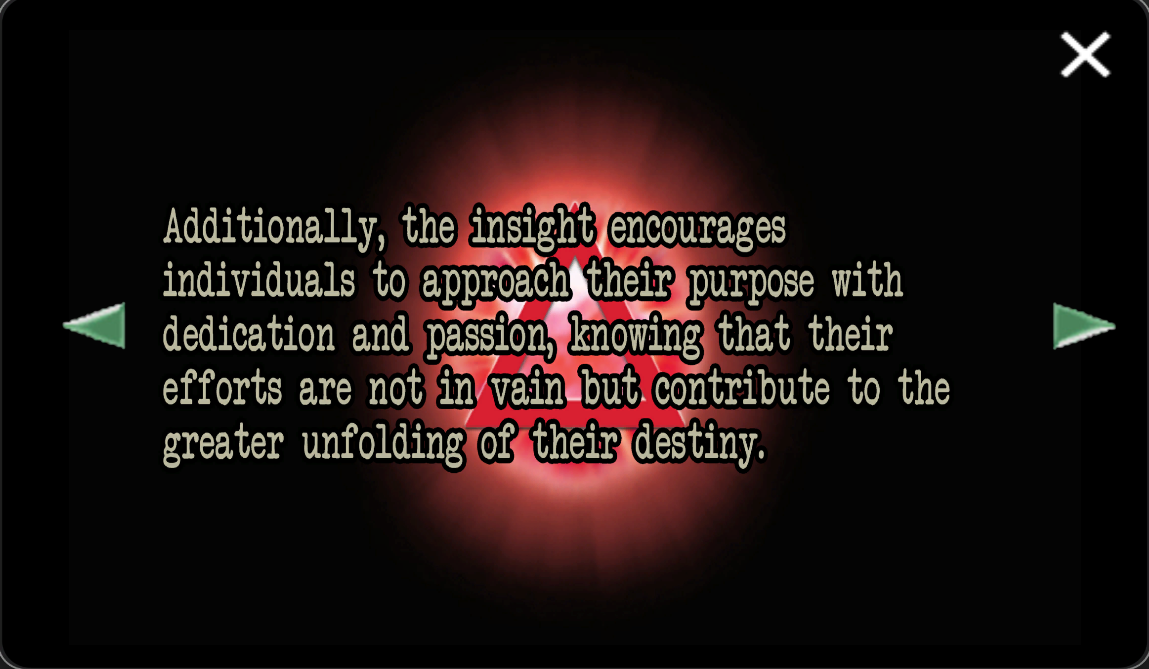 Additionally, the insight encourages
individuals to approach their purpose with
dedication and passion, knowing that their
efforts are not in vain but contribute to the
greater unfolding of their destiny.